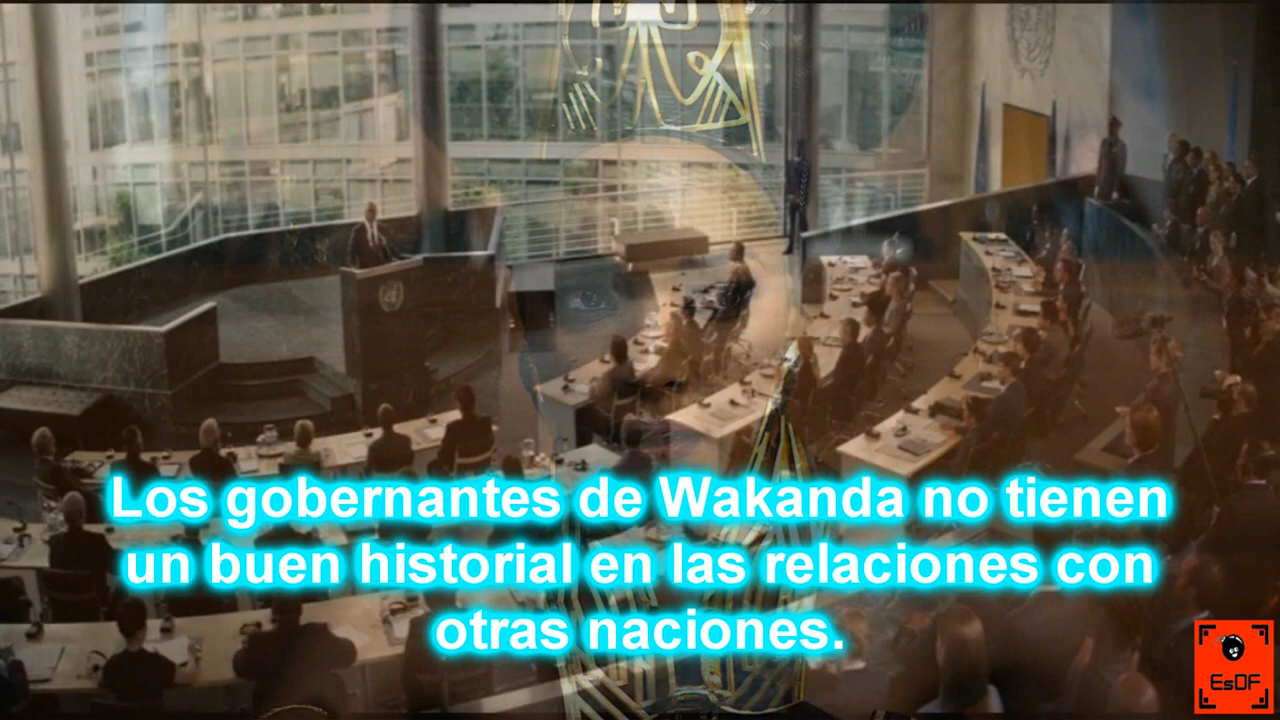 Los gobernantes de Wakanda no tienen
un buen historial en las relaciones con
otras naciones.
EsDF